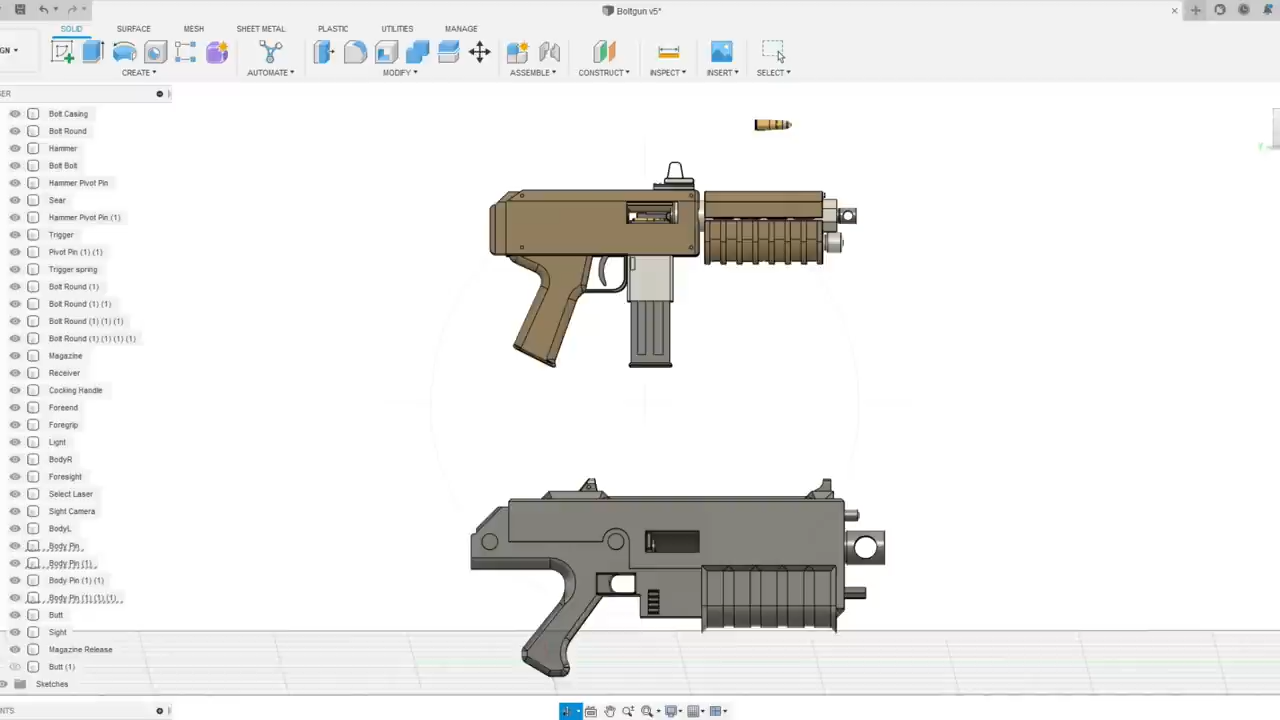 Boltgun v5*
SOLID SURFACE MESH SHEET METAL PLASTIC UTILITIES MANAGE
GN ▾
CREATE ▾ AUTOMATE ▾ MODIFY ▾ ASSEMBLE ▾ CONSTRUCT ▾ INSPECT ▾ INSERT ▾ SELECT ▾
SER
Bolt Casing
Bolt Round
Hammer
Bolt Bolt
Hammer Pivot Pin
Sear
Hammer Pivot Pin (1)
Trigger
Pivot Pin (1) (1)
Trigger spring
Bolt Round (1)
Bolt Round (1) (1)
Bolt Round (1) (1) (1)
Bolt Round (1) (1) (1) (1)
Magazine
Receiver
Cocking Handle
Foreend
Foregrip
Light
BodyR
Foresight
Select Laser
Sight Camera
BodyL
Body Pin
Body Pin (1)
Body Pin (1) (1)
Body Pin (1) (1) (1)
Butt
Sight
Magazine Release
Butt (1)
Sketches
NTS